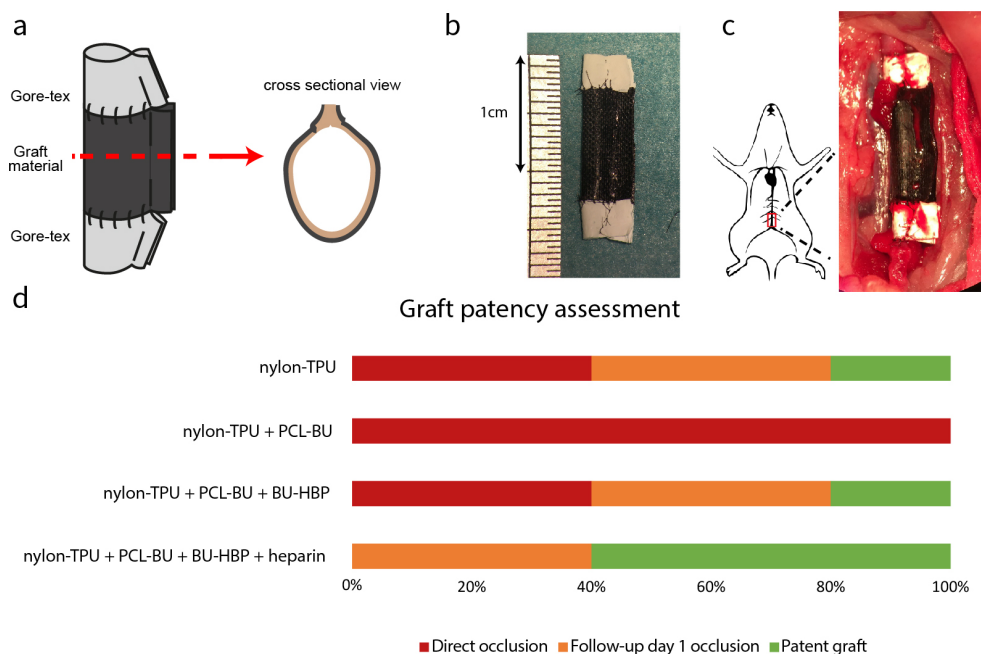 a
Gore-tex
Graft
material
Gore-tex
cross sectional view
b
1cm
c
d
Graft patency assessment
nylon-TPU
nylon-TPU + PCL-BU
nylon-TPU + PCL-BU + BU-HBP
nylon-TPU + PCL-BU + BU-HBP + heparin
0% 20% 40% 60% 80% 100%
Direct occlusion Follow-up day 1 occlusion Patent graft